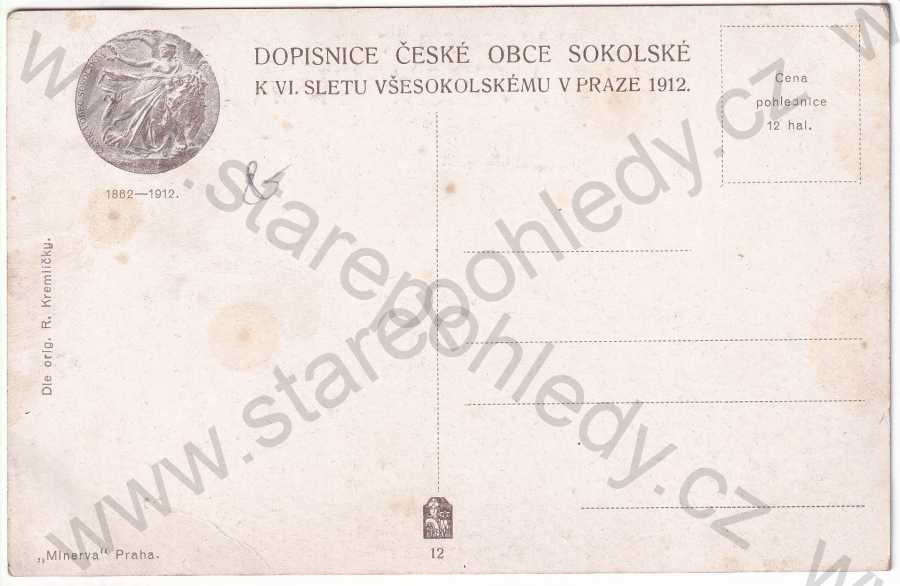 DOPISNICE ČESKÉ OBCE SOKOLSKÉ
K VI. SLETU VŠESOKOLSKÉMU V PRAZE 1912.
Cena
pohlednice
12 hal.
1862—1912.
Dle orig. R. Kremličky.
„Minerva“ Praha.
12
www.starepohledy.cz
www.starepohledy.cz